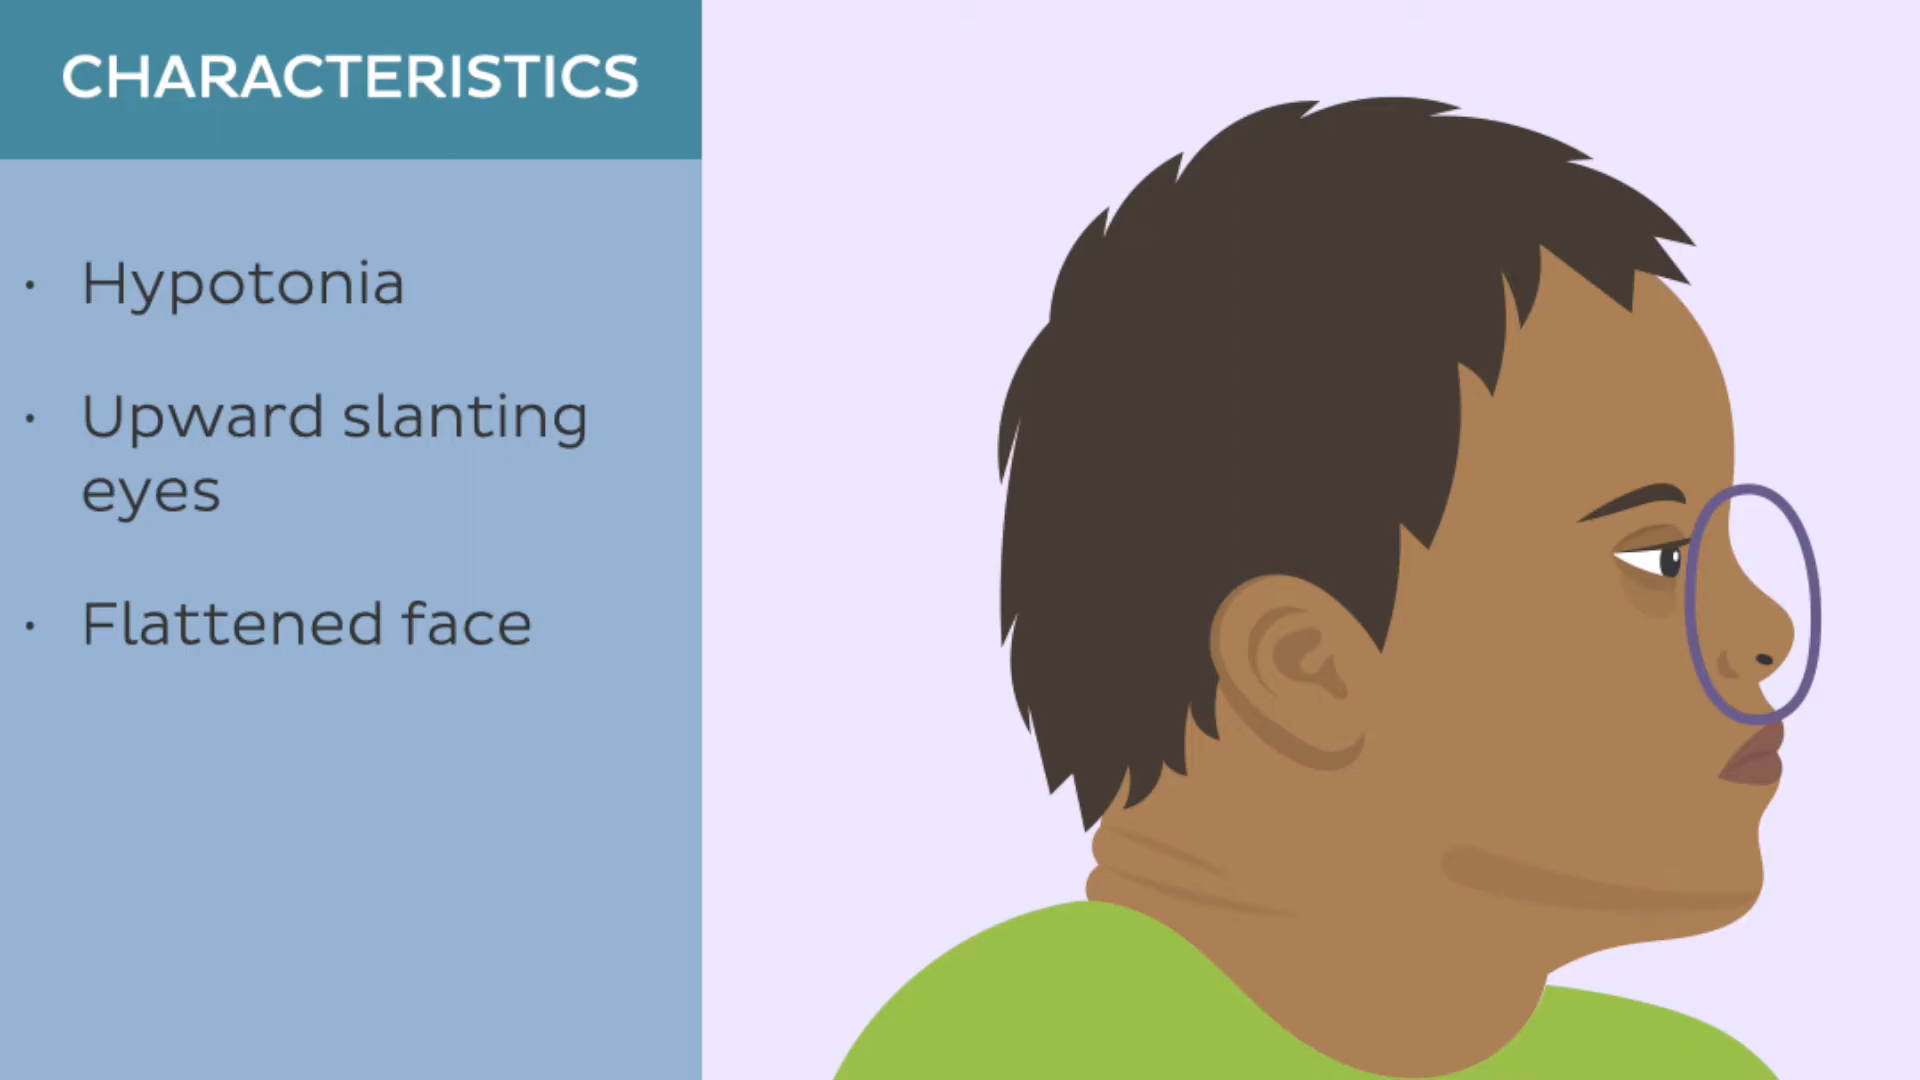 CHARACTERISTICS
· Hypotonia
· Upward slanting
eyes
· Flattened face